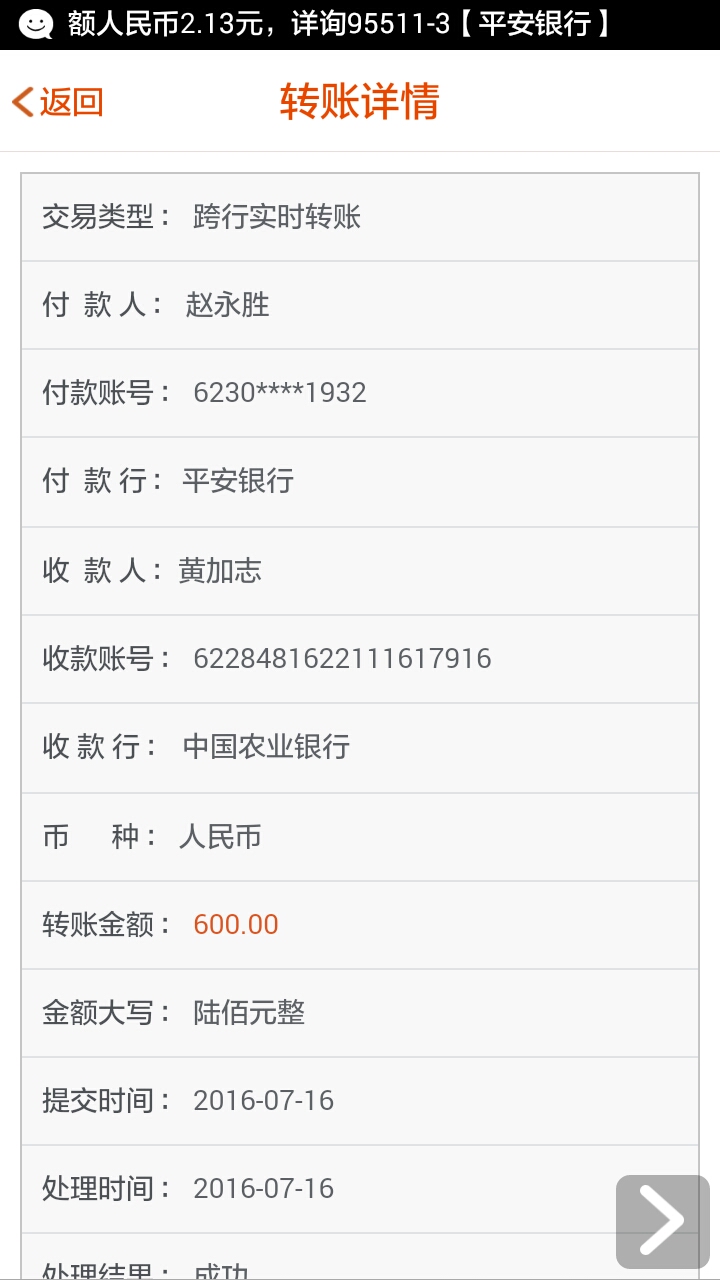 额人民币2.13元，详询95511-3【平安银行】
返回
转账详情
交易类型： 跨行实时转账
付 款 人： 赵永胜
付款账号： 6230****1932
付 款 行： 平安银行
收 款 人： 黄加志
收款账号： 6228481622111617916
收 款 行： 中国农业银行
币 种： 人民币
转账金额： 600.00
金额大写： 陆佰元整
提交时间： 2016-07-16
处理时间： 2016-07-16
处理结果： 成功